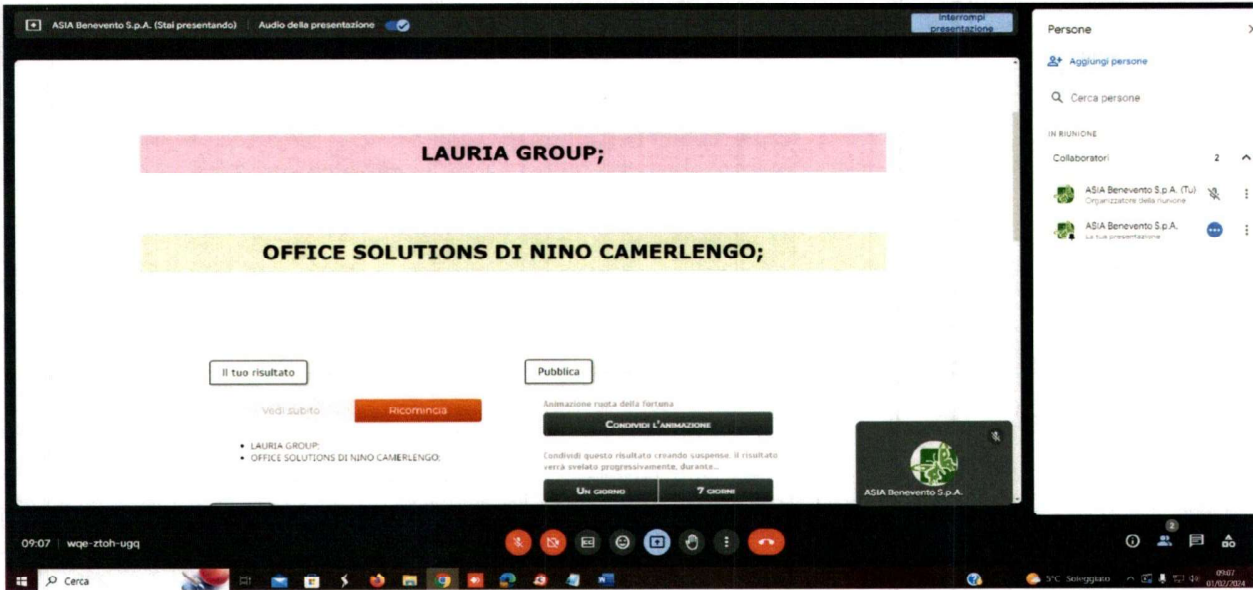 ASIA Benevento S.p.A. (Stai presentando)
Audio della presentazione
Interrompi presentazione
LAURIA GROUP;
OFFICE SOLUTIONS DI NINO CAMERLENGO;
Il tuo risultato
Vedi subito
Ricomincia
• LAURIA GROUP;
• OFFICE SOLUTIONS DI NINO CAMERLENGO;
Pubblica
Animazione ruota della fortuna
CONDIVIDI L'ANIMAZIONE
Condividi questo risultato creando suspense, il risultato
verrà svelato progressivamente, durante...
UN GIORNO
7 GIORNI
ASIA Benevento S.p.A.
Persone
Aggiungi persone
Cerca persone
IN RIUNIONE
Collaboratori 2
ASIA Benevento S.p.A. (Tu)
Organizzatore della riunione
ASIA Benevento S.p.A.
La tua presentazione
09:07 | wqe-ztoh-ugq
2
Cerca
5°C Soleggiato
09:07
01/02/2024